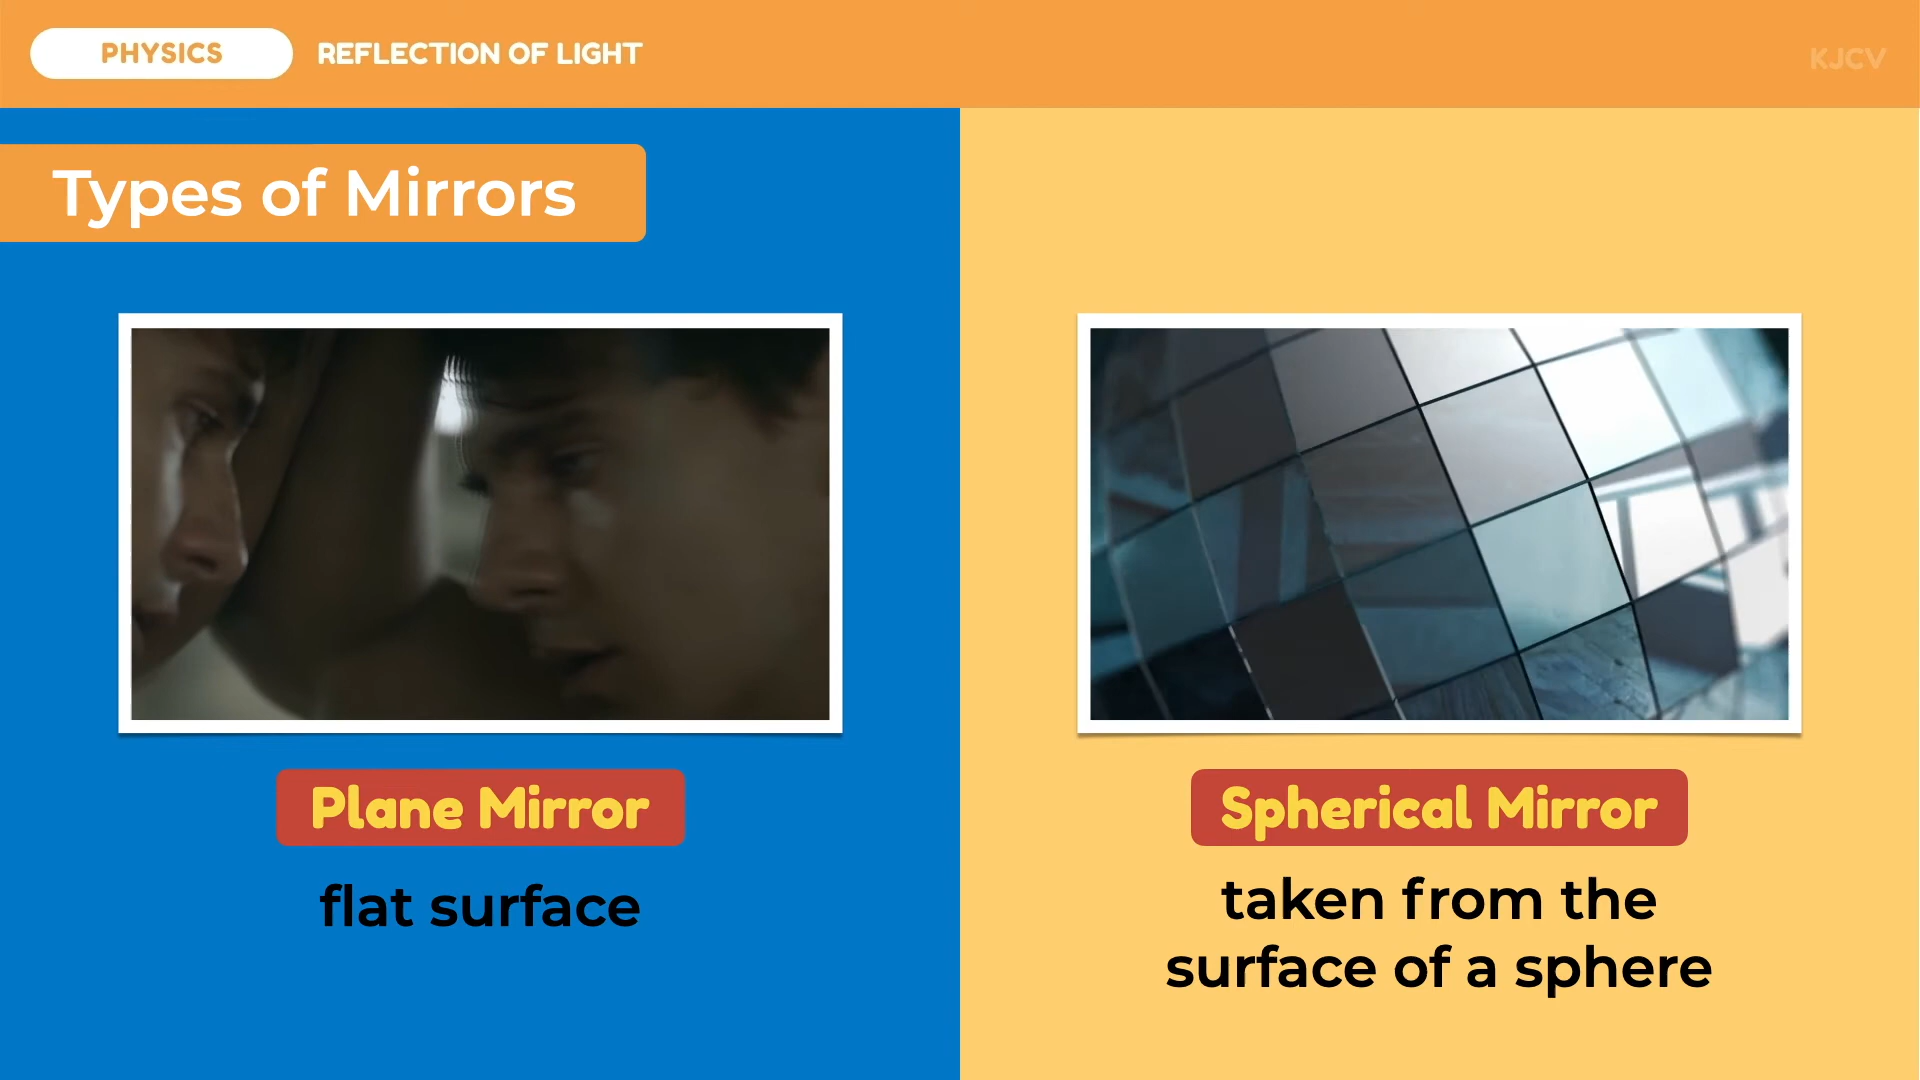 PHYSICS
REFLECTION OF LIGHT
KJCV
Types of Mirrors
Plane Mirror
flat surface
Spherical Mirror
taken from the
surface of a sphere